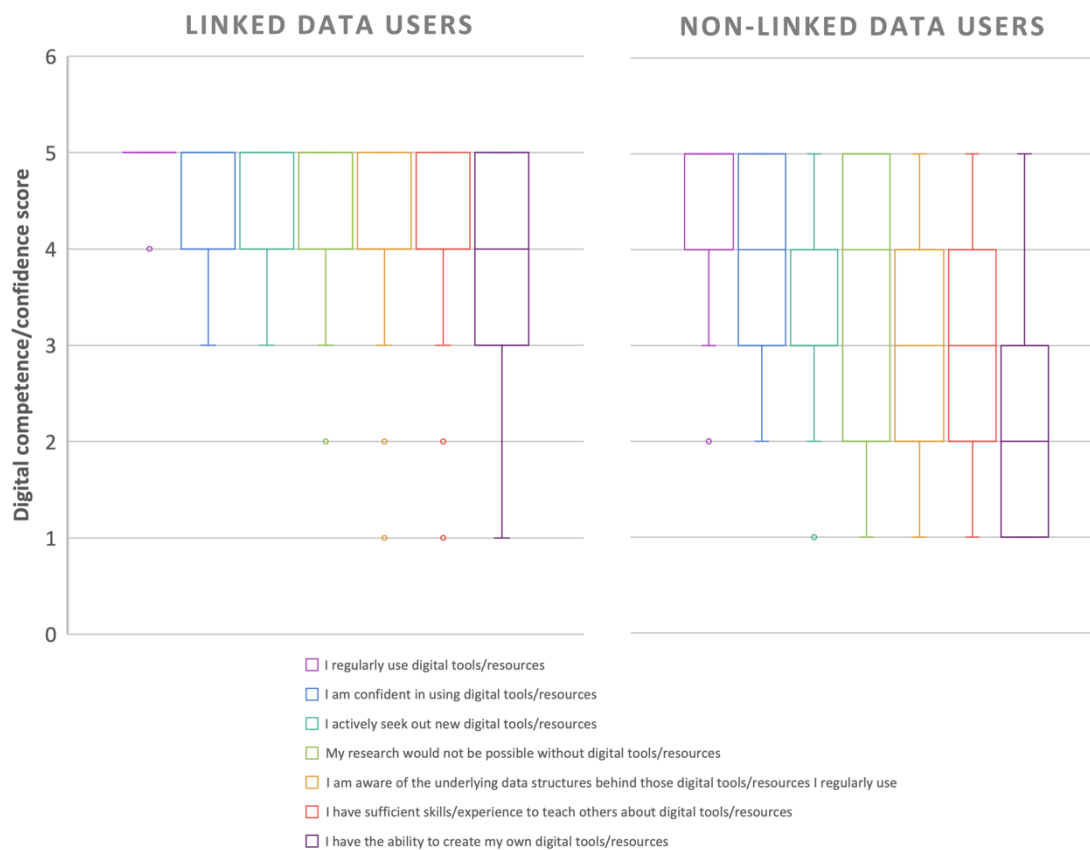 LINKED DATA USERS
NON-LINKED DATA USERS
Digital competence/confidence score
6
5
4
3
2
1
0
I regularly use digital tools/resources
I am confident in using digital tools/resources
I actively seek out new digital tools/resources
My research would not be possible without digital tools/resources
I am aware of the underlying data structures behind those digital tools/resources I regularly use
I have sufficient skills/experience to teach others about digital tools/resources
I have the ability to create my own digital tools/resources